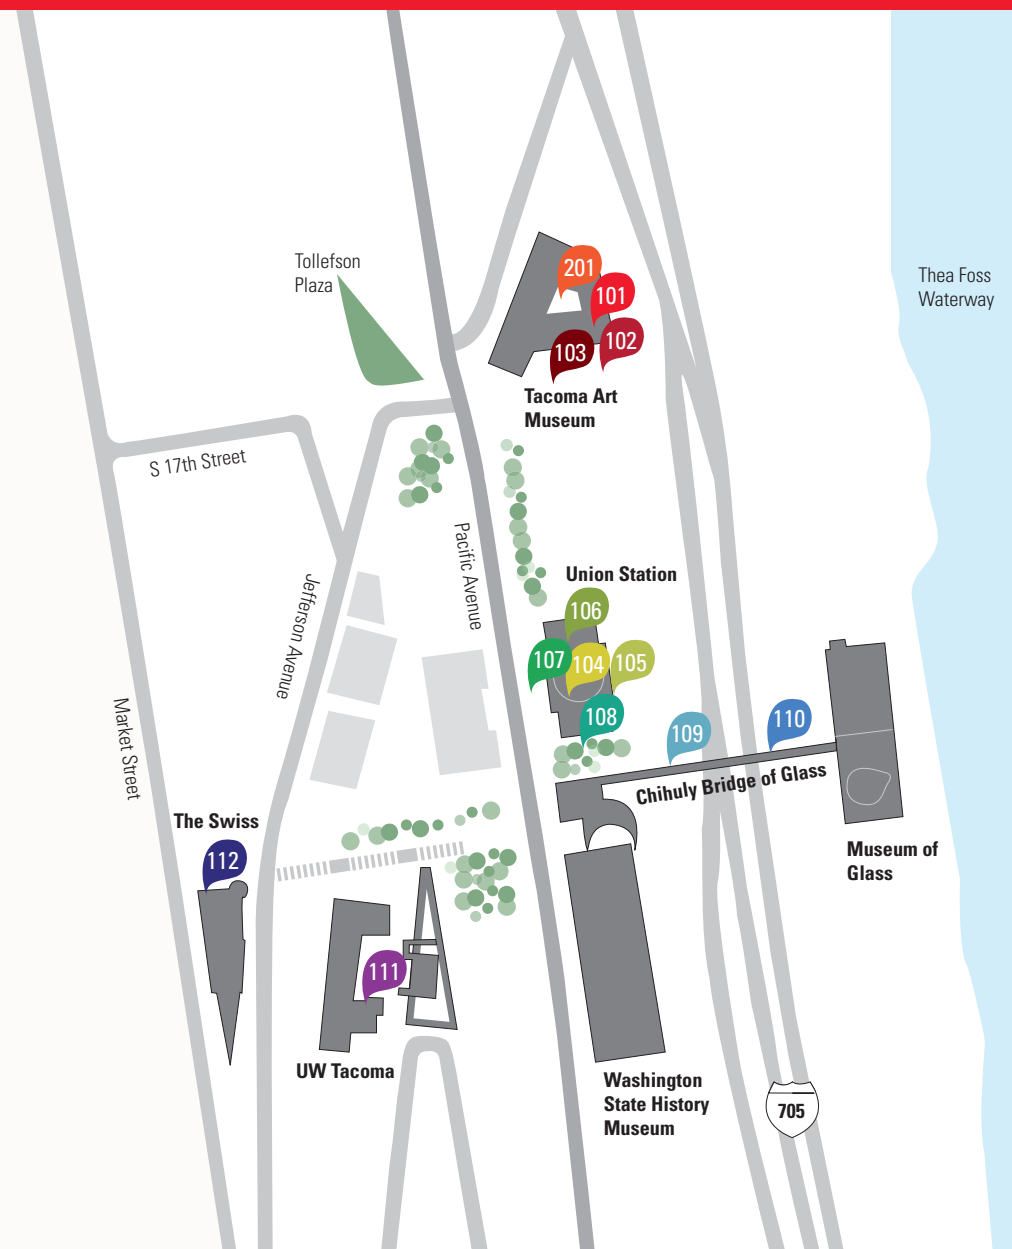 Tollefson
Plaza
Thea Foss
Waterway
201
101
102
103
Tacoma Art
Museum
S 17th Street
Pacific Avenue
Jefferson Avenue
Market Street
Union Station
106
107
104
105
108
109
110
Chihuly Bridge of Glass
The Swiss
112
Museum of
Glass
111
UW Tacoma
Washington
State History
Museum
705